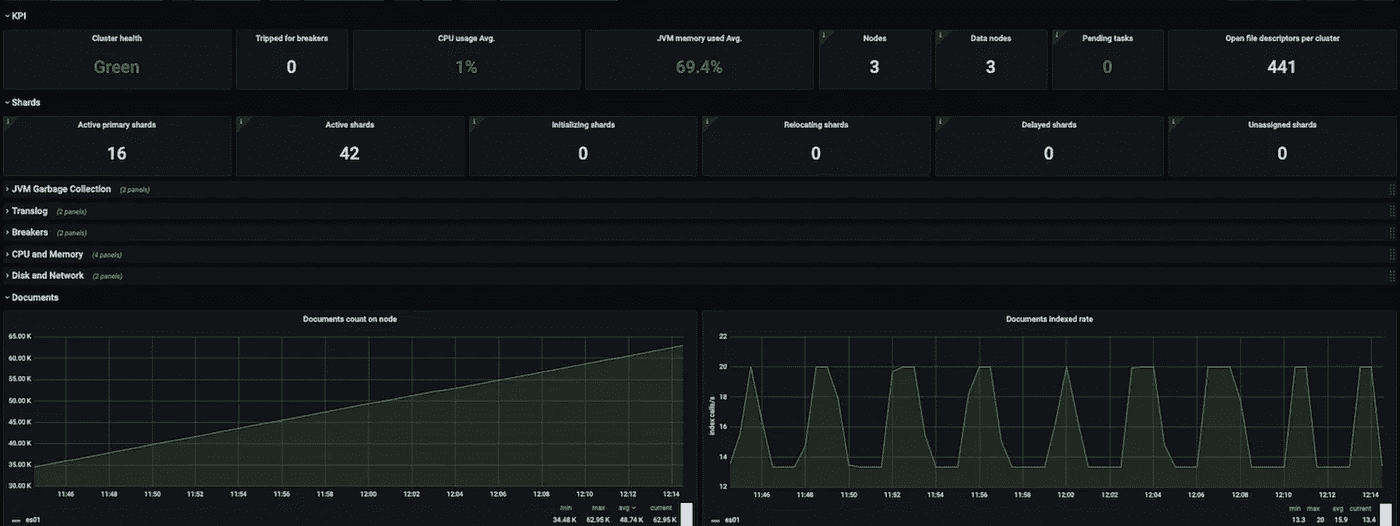 KPI
Cluster health
Tripped for breakers
CPU usage Avg.
JVM memory used Avg.
Nodes
Data nodes
Pending tasks
Open file descriptors per cluster
Green
0
1%
69.4%
3
3
0
441
Shards
Active primary shards
Active shards
Initializing shards
Relocating shards
Delayed shards
Unassigned shards
16
42
0
0
0
0
JVM Garbage Collection (2 panels)
Translog (2 panels)
Breakers (2 panels)
CPU and Memory (4 panels)
Disk and Network (2 panels)
Documents
Documents count on node
65.00 K
60.00 K
55.00 K
50.00 K
45.00 K
40.00 K
35.00 K
30.00 K
11:46 11:48 11:50 11:52 11:54 11:56 11:58 12:00 12:02 12:04 12:06 12:08 12:10 12:12 12:14
min max avg current
es01 34.48 K 62.95 K 48.74 K 62.95 K
Documents indexed rate
index calls/s
22
20
18
16
14
12
11:46 11:48 11:50 11:52 11:54 11:56 11:58 12:00 12:02 12:04 12:06 12:08 12:10 12:12 12:14
min max avg current
es01 13.3 20 15.9 13.4